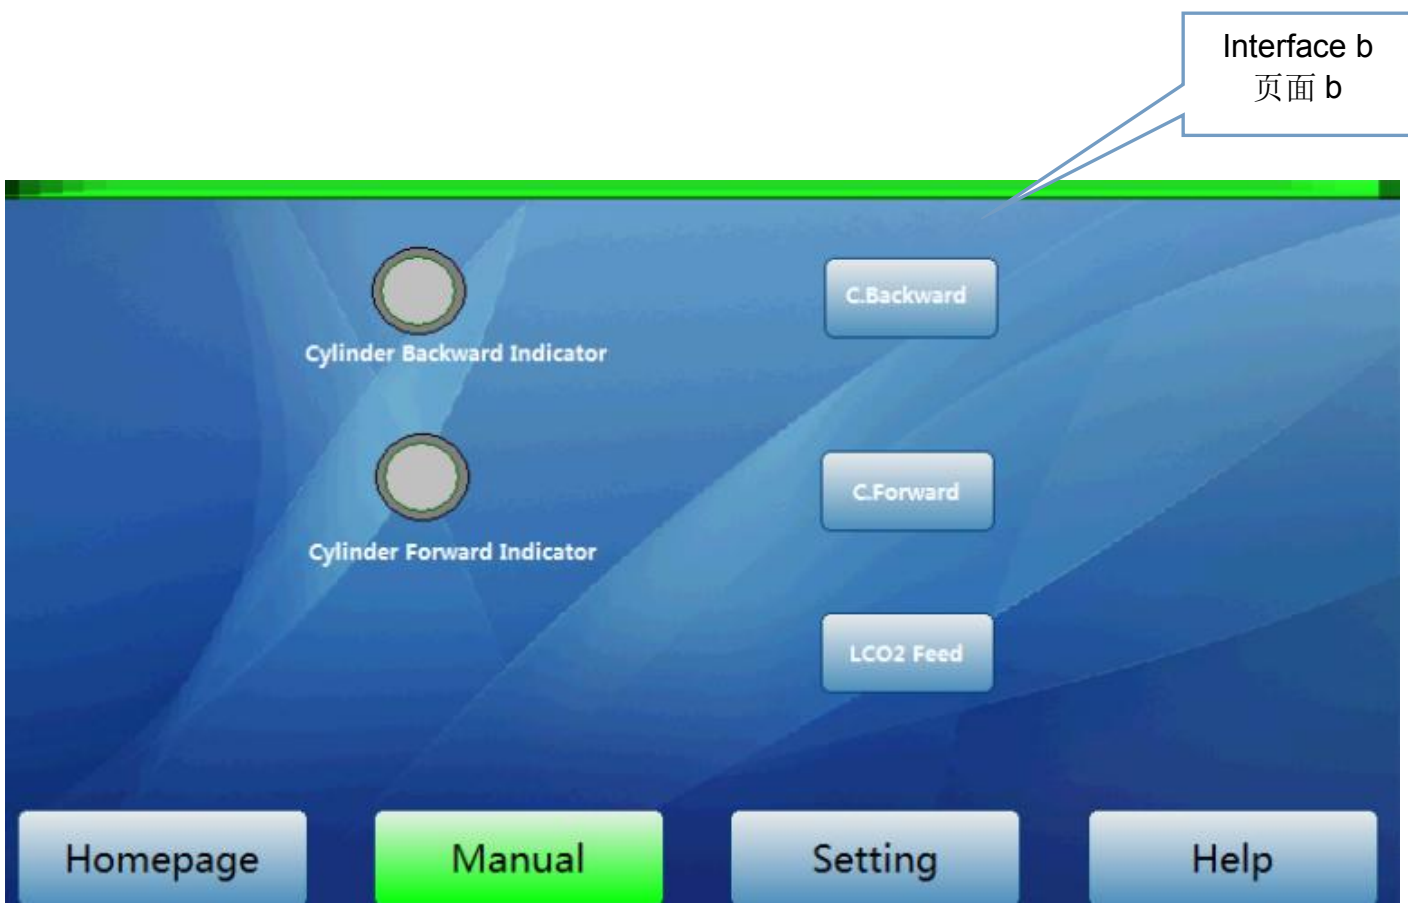 Interface b
页面 b
C.Backward
Cylinder Backward Indicator
C.Forward
Cylinder Forward Indicator
LCO2 Feed
Homepage
Manual
Setting
Help